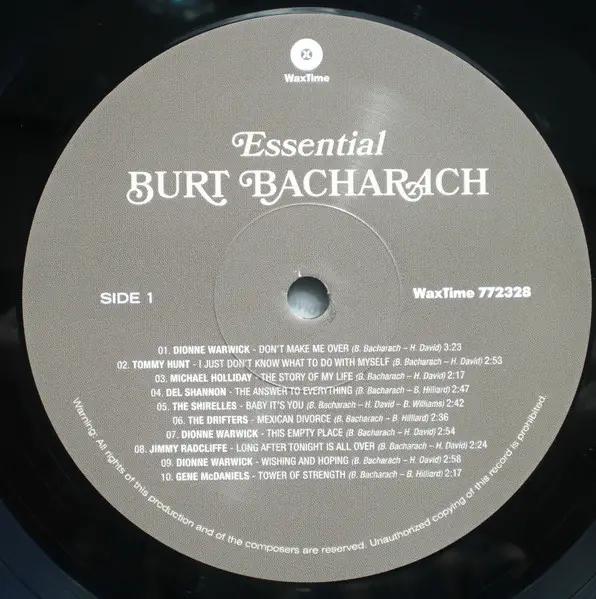 WaxTime
Essential
BURT BACHARACH
SIDE 1
WaxTime 772328
01. DIONNE WARWICK - DON'T MAKE ME OVER (B. Bacharach – H. David) 3:23
02. TOMMY HUNT - I JUST DON'T KNOW WHAT TO DO WITH MYSELF (B. Bacharach – H. David) 2:53
03. MICHAEL HOLLIDAY - THE STORY OF MY LIFE (B. Bacharach – H. David) 2:17
04. DEL SHANNON - THE ANSWER TO EVERYTHING (B. Bacharach – B. Hilliard) 2:47
05. THE SHIRELLES - BABY IT'S YOU (B. Bacharach – H. David – B. Williams) 2:42
06. THE DRIFTERS - MEXICAN DIVORCE (B. Bacharach – B. Hilliard) 2:36
07. DIONNE WARWICK - THIS EMPTY PLACE (B. Bacharach – H. David) 2:54
08. JIMMY RADCLIFFE - LONG AFTER TONIGHT IS ALL OVER (B. Bacharach – H. David) 2:24
09. DIONNE WARWICK - WISHING AND HOPING (B. Bacharach – H. David) 2:58
10. GENE McDANIELS - TOWER OF STRENGTH (B. Bacharach – B. Hilliard) 2:17
Warning: All rights of this production and of the composers are reserved. Unauthorized copying of this record is prohibited.